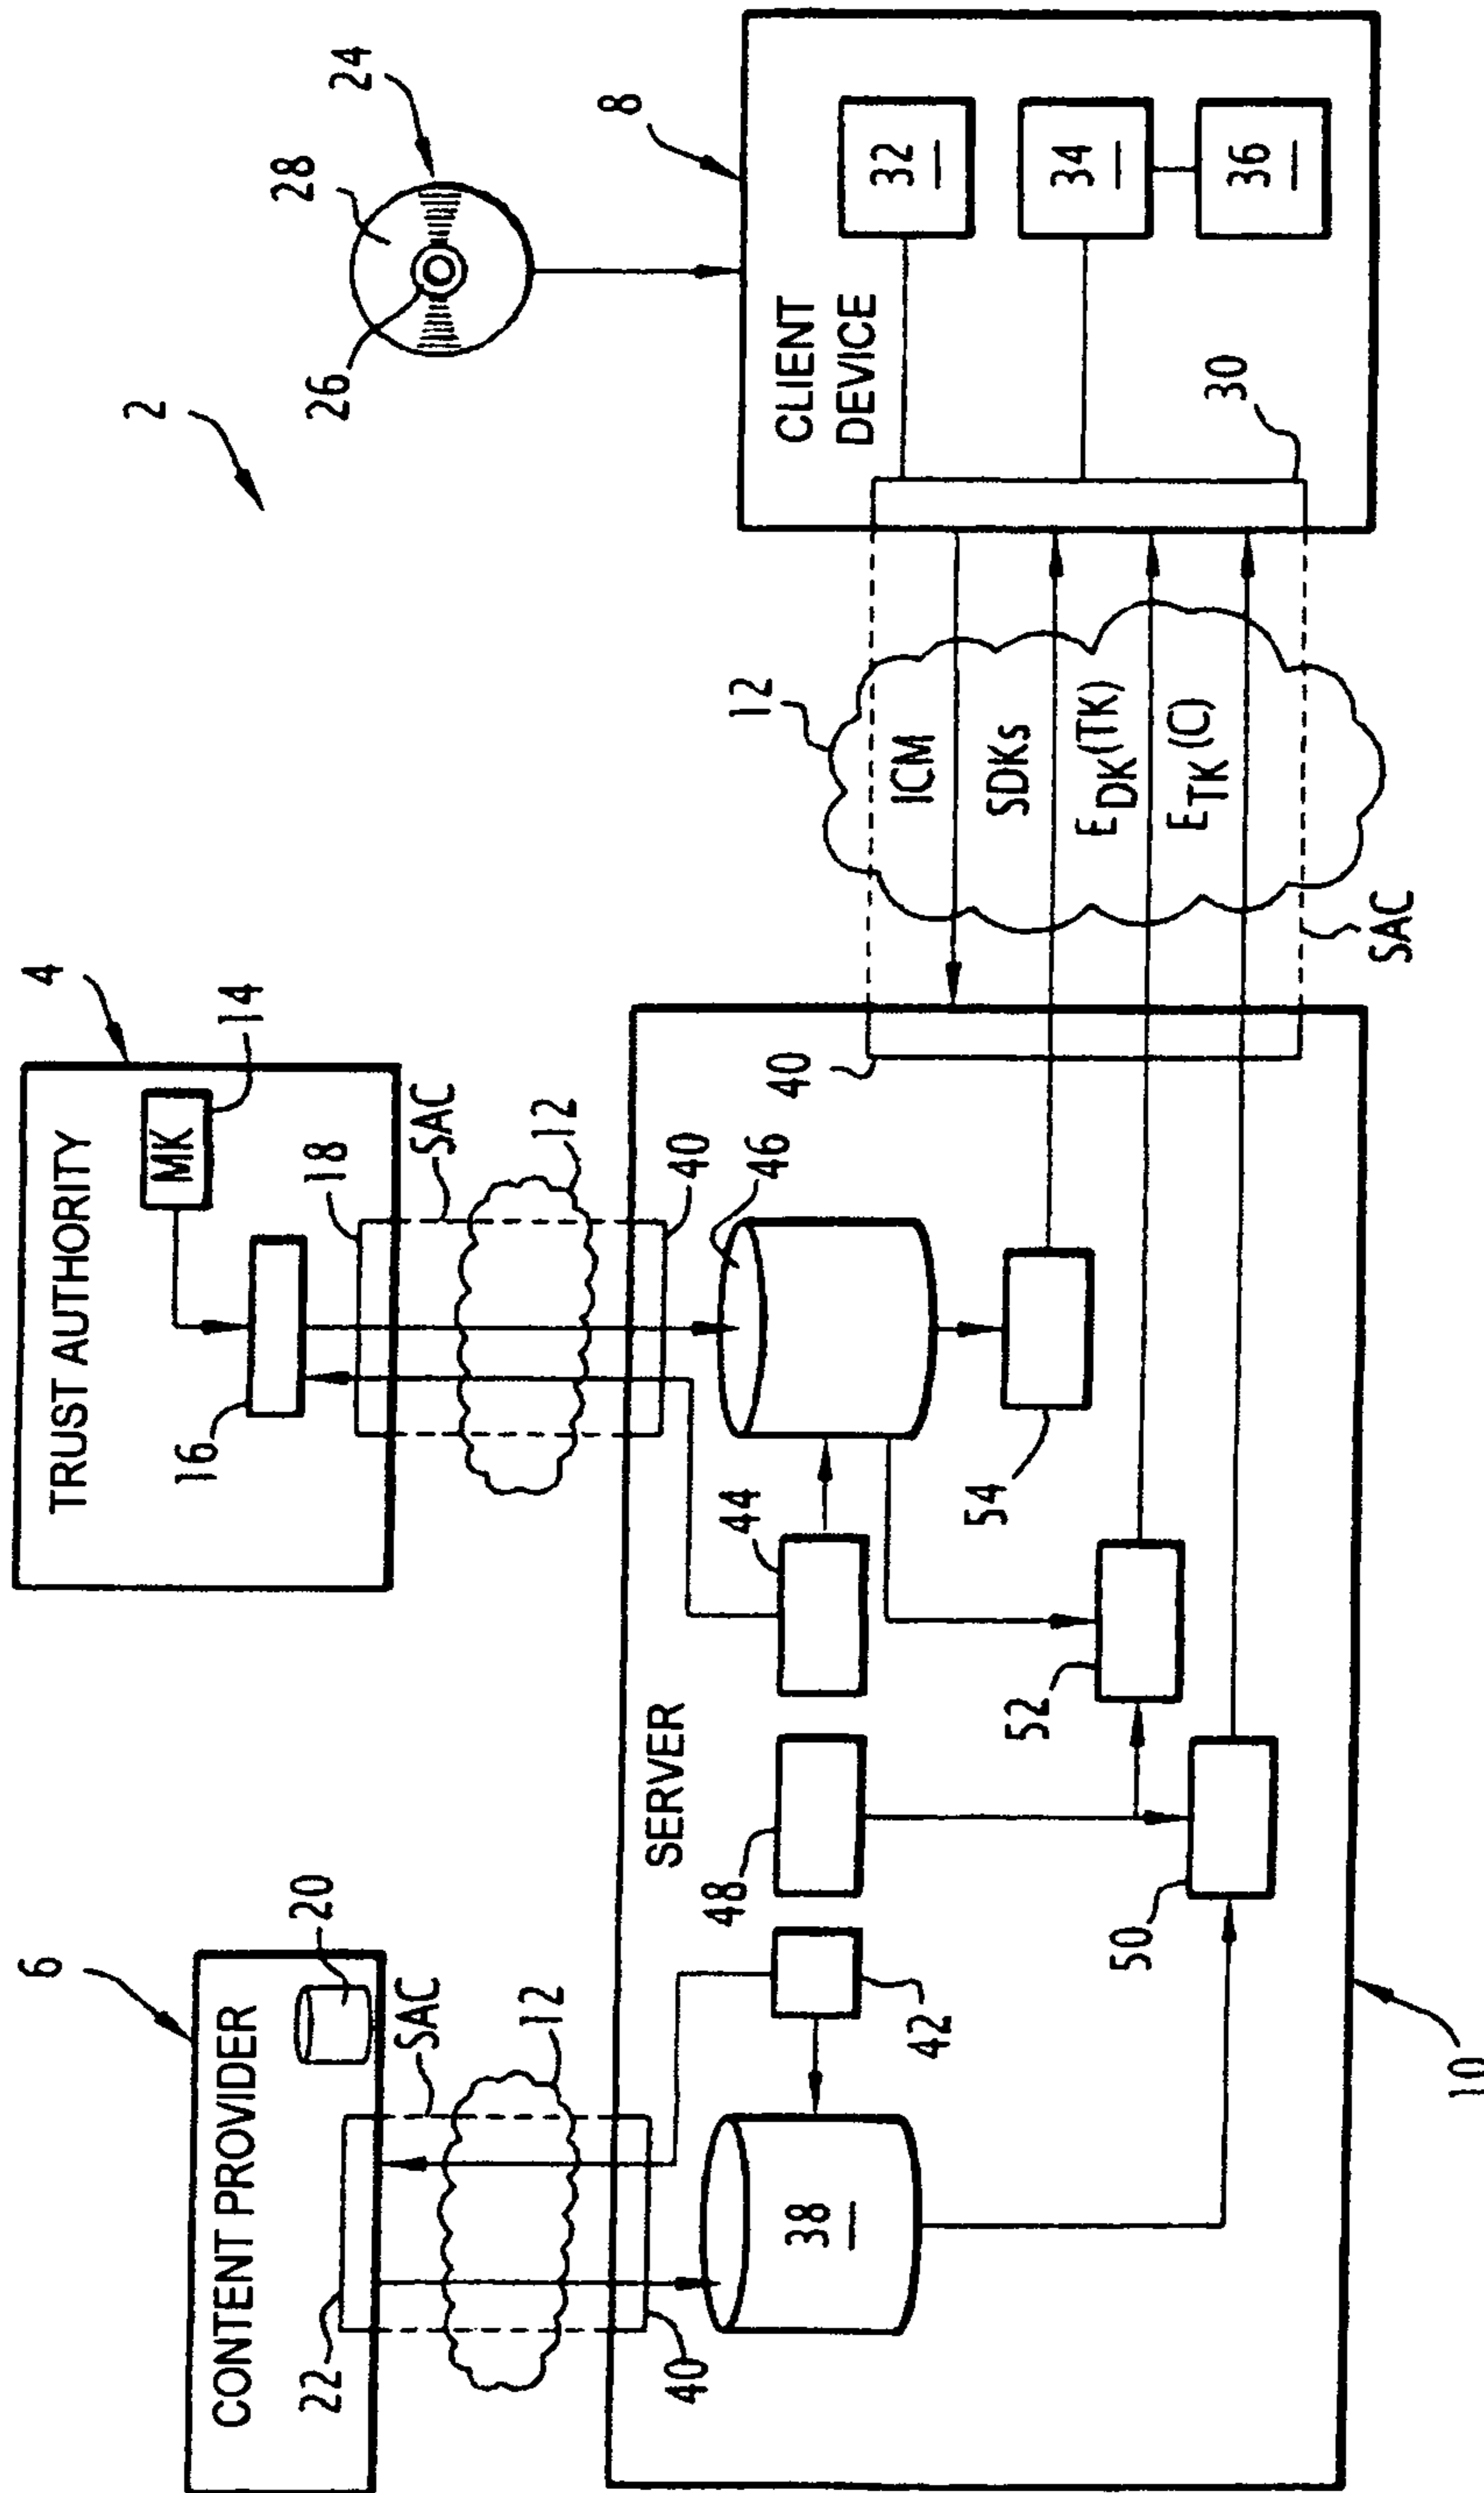 2
6
CONTENT PROVIDER
20
22
SAC
12
40
4
TRUST AUTHORITY
MK
14
16
18
SAC
12
40
28
24
26
8
CLIENT
DEVICE
32
34
36
30
12
ICM
SDKs
EDK(TK)
ETK(C)
SAC
SERVER
40
46
44
48
42
38
54
52
50
10